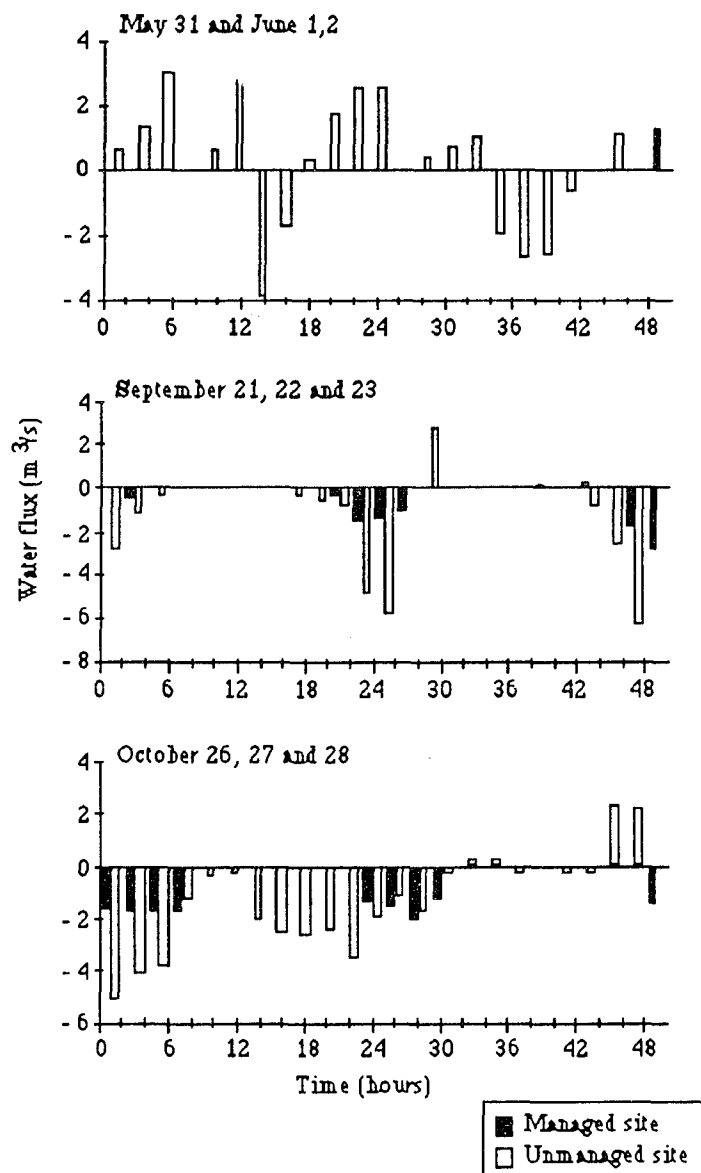 May 31 and June 1,2
4
2
0
- 2
- 4
0 6 12 18 24 30 36 42 48
September 21, 22 and 23
4
2
0
- 2
- 4
- 6
- 8
0 6 12 18 24 30 36 42 48
Water flux (m 3/s)
October 26, 27 and 28
4
2
0
- 2
- 4
- 6
0 6 12 18 24 30 36 42 48
Time (hours)
Managed site
Unmanaged site